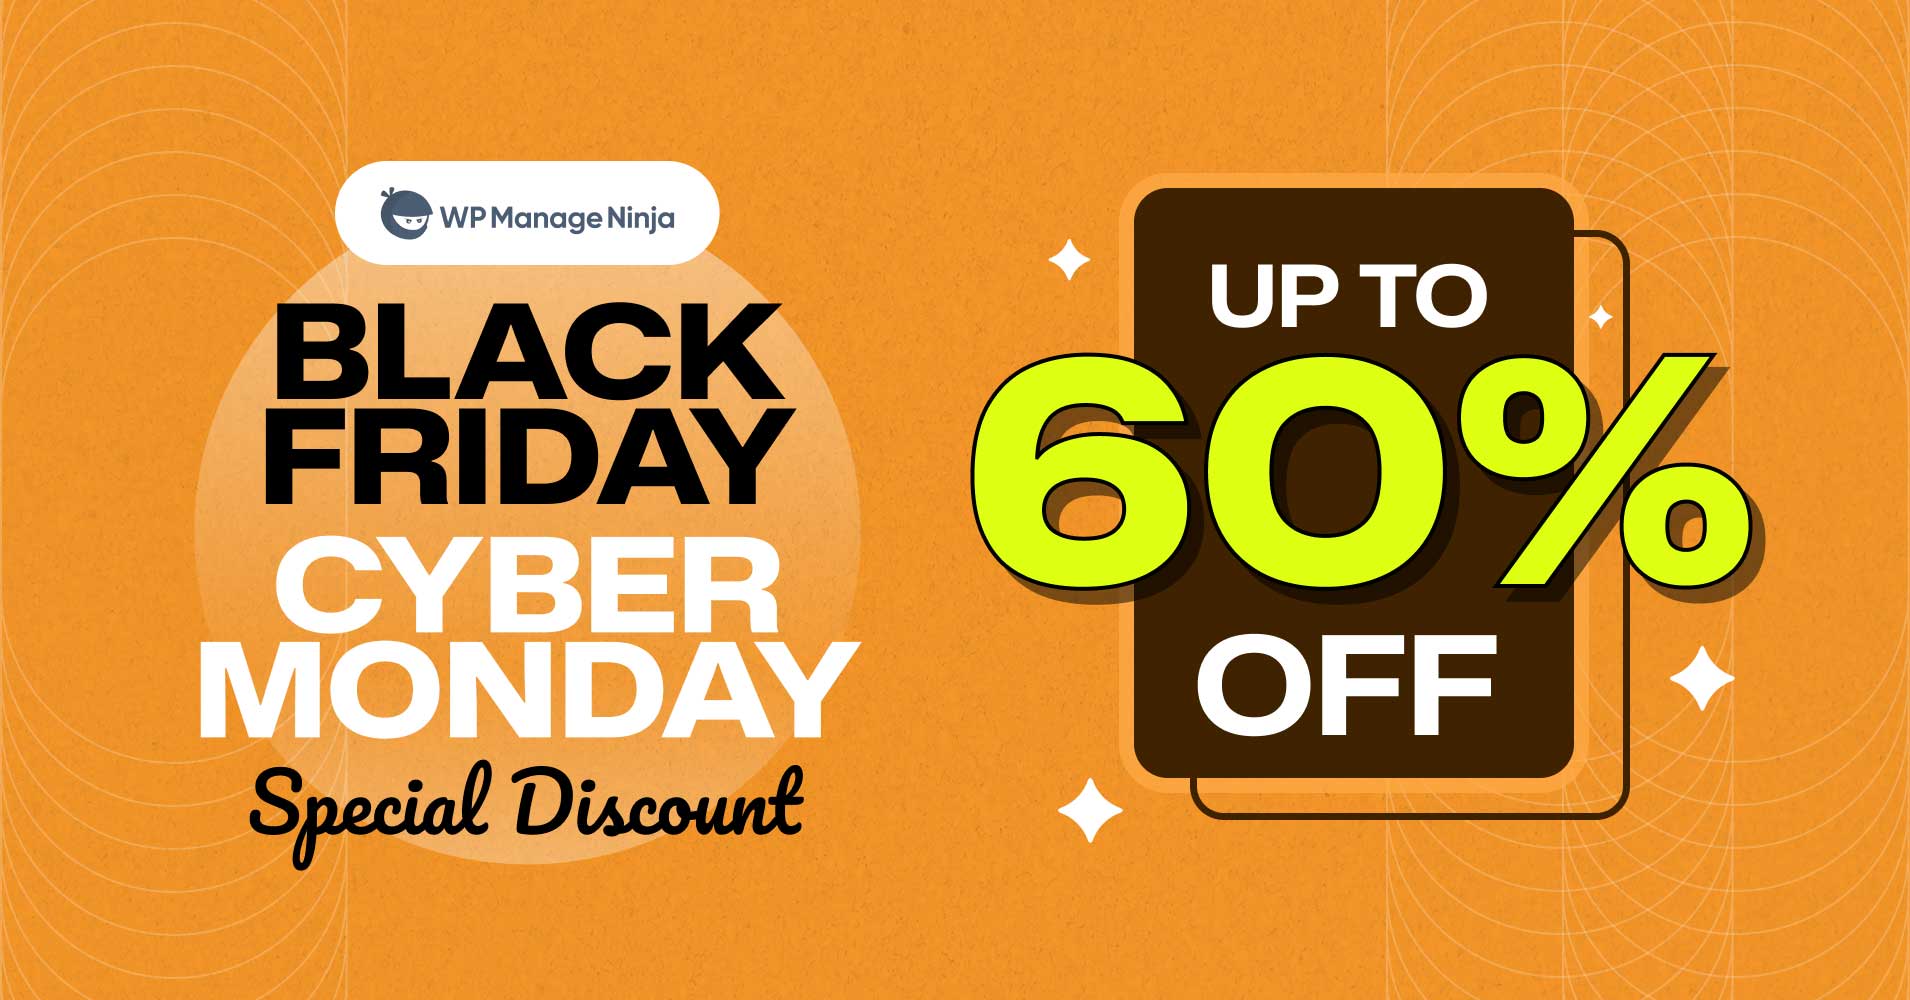 WP Manage Ninja
BLACK
FRIDAY
CYBER
MONDAY
Special Discount
UP TO
60%
OFF